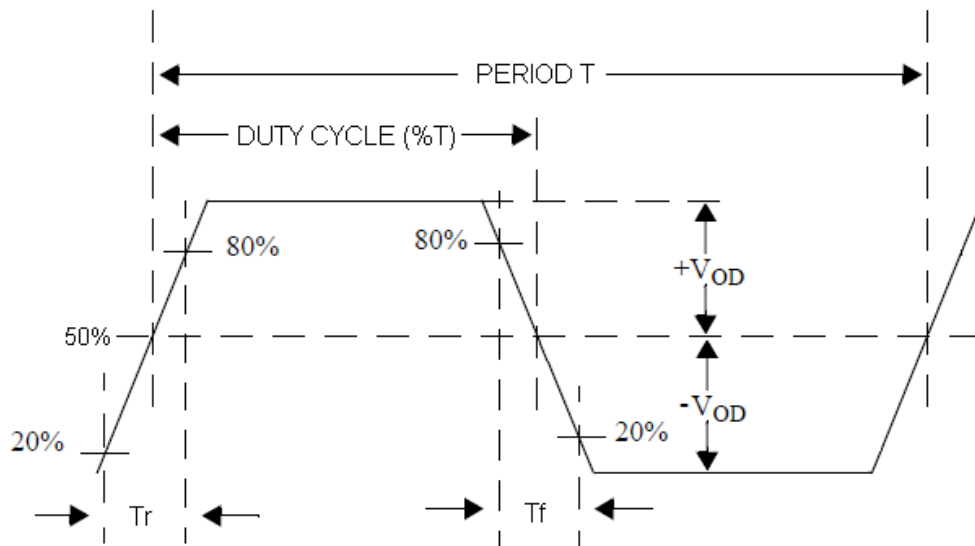 PERIOD T
DUTY CYCLE (%T)
80%
80%
+VOD
50%
-VOD
20%
20%
Tr
Tf